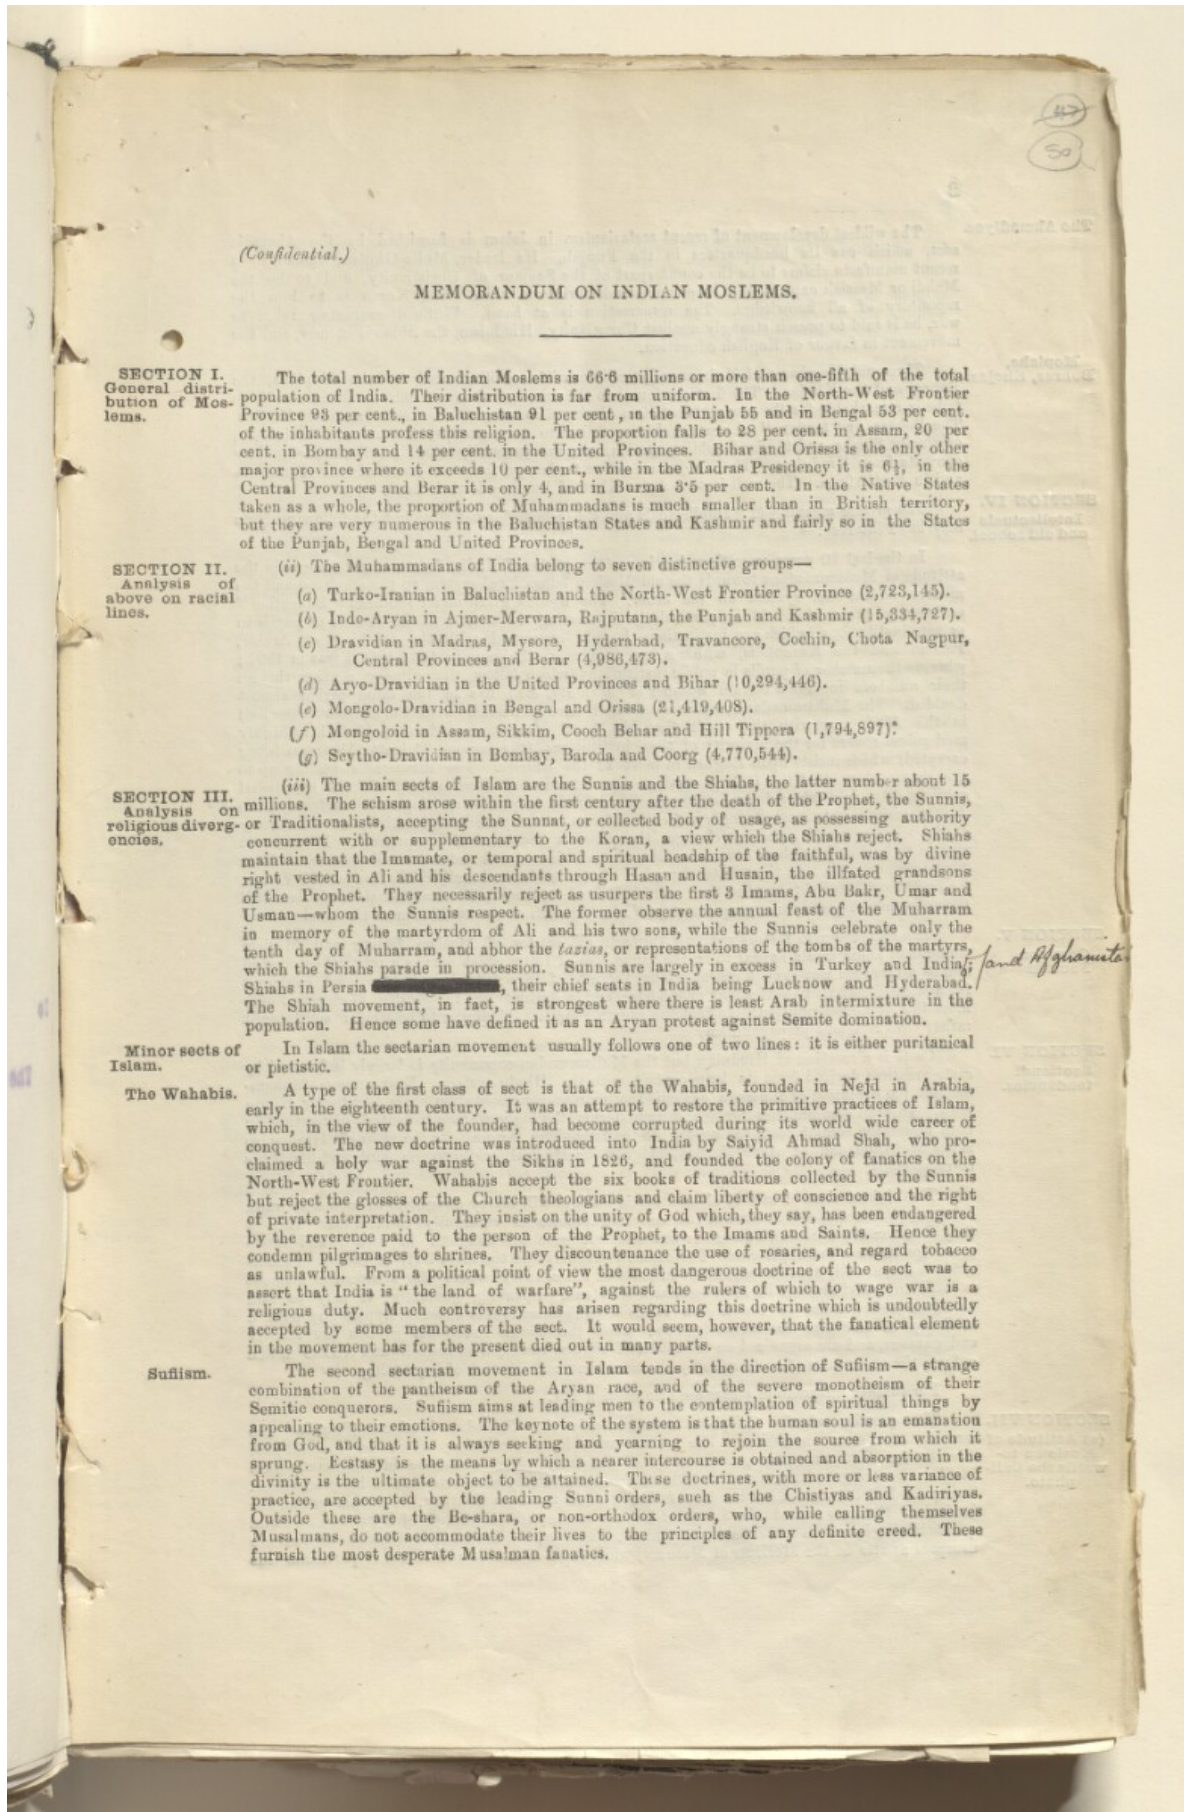 50
(Confidential.)
MEMORANDUM ON INDIAN MOSLEMS.
SECTION I.
General distri-
bution of Mos-
lems.
The total number of Indian Moslems is 66·6 millions or more than one-fifth of the total
population of India. Their distribution is far from uniform. In the North-West Frontier
Province 93 per cent., in Baluchistan 91 per cent, in the Punjab 55 and in Bengal 53 per cent.
of the inhabitants profess this religion. The proportion falls to 28 per cent. in Assam, 20 per
cent. in Bombay and 14 per cent. in the United Provinces. Bihar and Orissa is the only other
major province where it exceeds 10 per cent., while in the Madras Presidency it is 6½, in the
Central Provinces and Berar it is only 4, and in Burma 3·5 per cent. In the Native States
taken as a whole, the proportion of Muhammadans is much smaller than in British territory,
but they are very numerous in the Baluchistan States and Kashmir and fairly so in the States
of the Punjab, Bengal and United Provinces.
SECTION II.
Analysis of
above on racial
lines.
(ii) The Muhammadans of India belong to seven distinctive groups—
(a) Turko-Iranian in Baluchistan and the North-West Frontier Province (2,723,145).
(b) Indo-Aryan in Ajmer-Merwara, Rajputana, the Punjab and Kashmir (15,334,727).
(c) Dravidian in Madras, Mysore, Hyderabad, Travancore, Cochin, Chota Nagpur,
Central Provinces and Berar (4,986,473).
(d) Aryo-Dravidian in the United Provinces and Bihar (10,294,446).
(e) Mongolo-Dravidian in Bengal and Orissa (21,419,408).
(f) Mongoloid in Assam, Sikkim, Cooch Behar and Hill Tippera (1,794,897).
(g) Scytho-Dravidian in Bombay, Baroda and Coorg (4,770,544).
SECTION III.
Analysis on
religious diverg-
encies.
(iii) The main sects of Islam are the Sunnis and the Shiahs, the latter number about 15
millions. The schism arose within the first century after the death of the Prophet, the Sunnis,
or Traditionalists, accepting the Sunnat, or collected body of usage, as possessing authority
concurrent with or supplementary to the Koran, a view which the Shiahs reject. Shiahs
maintain that the Imamate, or temporal and spiritual headship of the faithful, was by divine
right vested in Ali and his descendants through Hasan and Husain, the illfated grandsons
of the Prophet. They necessarily reject as usurpers the first 3 Imams, Abu Bakr, Umar and
Usman—whom the Sunnis respect. The former observe the annual feast of the Muharram
in memory of the martyrdom of Ali and his two sons, while the Sunnis celebrate only the
tenth day of Muharram, and abhor the tazias, or representations of the tombs of the martyrs,
which the Shiahs parade in procession. Sunnis are largely in excess in Turkey and India; /and Afghanistan
Shiahs in Persia , their chief seats in India being Lucknow and Hyderabad.
The Shiah movement, in fact, is strongest where there is least Arab intermixture in the
population. Hence some have defined it as an Aryan protest against Semite domination.
Minor sects of
Islam.
In Islam the sectarian movement usually follows one of two lines: it is either puritanical
or pietistic.
The Wahabis.
A type of the first class of sect is that of the Wahabis, founded in Nejd in Arabia,
early in the eighteenth century. It was an attempt to restore the primitive practices of Islam,
which, in the view of the founder, had become corrupted during its world wide career of
conquest. The new doctrine was introduced into India by Saiyid Ahmad Shah, who pro-
claimed a holy war against the Sikhs in 1826, and founded the colony of fanatics on the
North-West Frontier. Wahabis accept the six books of traditions collected by the Sunnis
but reject the glosses of the Church theologians and claim liberty of conscience and the right
of private interpretation. They insist on the unity of God which, they say, has been endangered
by the reverence paid to the person of the Prophet, to the Imams and Saints. Hence they
condemn pilgrimages to shrines. They discountenance the use of rosaries, and regard tobacco
as unlawful. From a political point of view the most dangerous doctrine of the sect was to
assert that India is "the land of warfare", against the rulers of which to wage war is a
religious duty. Much controversy has arisen regarding this doctrine which is undoubtedly
accepted by some members of the sect. It would seem, however, that the fanatical element
in the movement has for the present died out in many parts.
Sufiism.
The second sectarian movement in Islam tends in the direction of Sufiism—a strange
combination of the pantheism of the Aryan race, and of the severe monotheism of their
Semitic conquerors. Sufiism aims at leading men to the contemplation of spiritual things by
appealing to their emotions. The keynote of the system is that the human soul is an emanation
from God, and that it is always seeking and yearning to rejoin the source from which it
sprung. Ecstasy is the means by which a nearer intercourse is obtained and absorption in the
divinity is the ultimate object to be attained. These doctrines, with more or less variance of
practice, are accepted by the leading Sunni orders, such as the Chistiyas and Kadiriyas.
Outside these are the Be-shara, or non-orthodox orders, who, while calling themselves
Musalmans, do not accommodate their lives to the principles of any definite creed. These
furnish the most desperate Musalman fanatics.